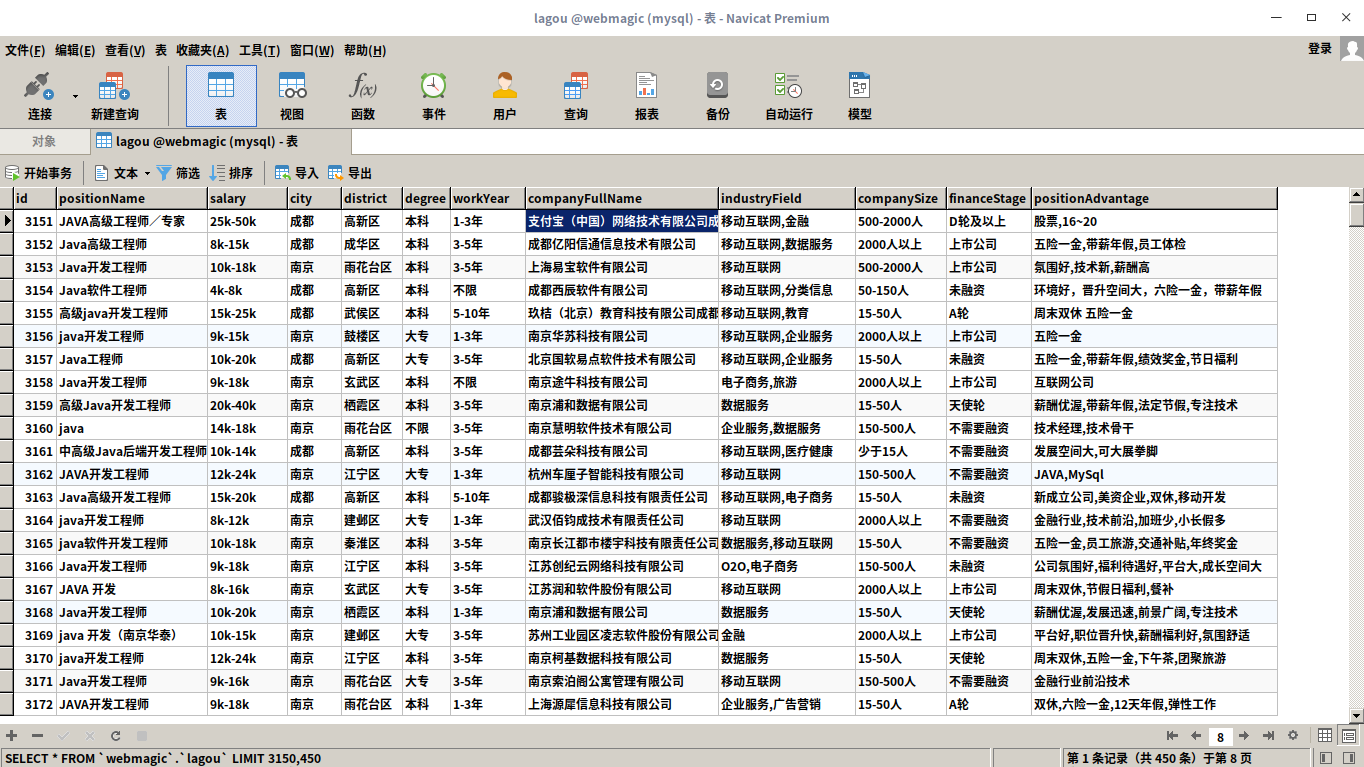 lagou @webmagic (mysql) - 表 - Navicat Premium
文件(F) 编辑(E) 查看(V) 表 收藏夹(A) 工具(T) 窗口(W) 帮助(H) 登录
连接 新建查询 表 视图 函数 事件 用户 查询 报表 备份 自动运行 模型
对象 lagou @webmagic (mysql) - 表
开始事务 文本 筛选 排序 导入 导出
id positionName salary city district degree workYear companyFullName industryField companySize financeStage positionAdvantage
3151 JAVA高级工程师／专家 25k-50k 成都 高新区 本科 1-3年 支付宝（中国）网络技术有限公司成 移动互联网,金融 500-2000人 D轮及以上 股票,16~20
3152 Java高级工程师 8k-15k 成都 成华区 本科 3-5年 成都亿阳信通信息技术有限公司 移动互联网,数据服务 2000人以上 上市公司 五险一金,带薪年假,员工体检
3153 Java开发工程师 10k-18k 南京 雨花台区 本科 3-5年 上海易宝软件有限公司 移动互联网 500-2000人 上市公司 氛围好,技术新,薪酬高
3154 Java软件工程师 4k-8k 成都 高新区 本科 不限 成都西辰软件有限公司 移动互联网,分类信息 50-150人 未融资 环境好，晋升空间大，六险一金，带薪年假
3155 高级java开发工程师 15k-25k 成都 武侯区 本科 5-10年 玖桔（北京）教育科技有限公司成都 移动互联网,教育 15-50人 A轮 周末双休 五险一金
3156 java开发工程师 9k-15k 南京 鼓楼区 大专 1-3年 南京华苏科技有限公司 移动互联网,企业服务 2000人以上 上市公司 五险一金
3157 Java工程师 10k-20k 成都 高新区 大专 3-5年 北京国软易点软件技术有限公司 移动互联网,企业服务 15-50人 未融资 五险一金,带薪年假,绩效奖金,节日福利
3158 Java开发工程师 9k-18k 南京 玄武区 本科 不限 南京途牛科技有限公司 电子商务,旅游 2000人以上 上市公司 互联网公司
3159 高级Java开发工程师 20k-40k 南京 栖霞区 本科 3-5年 南京浦和数据有限公司 数据服务 15-50人 天使轮 薪酬优渥,带薪年假,法定节假,专注技术
3160 java 14k-18k 南京 雨花台区 不限 3-5年 南京慧明软件技术有限公司 企业服务,数据服务 150-500人 不需要融资 技术经理,技术骨干
3161 中高级Java后端开发工程师 10k-14k 成都 高新区 本科 3-5年 成都芸朵科技有限公司 移动互联网,医疗健康 少于15人 不需要融资 发展空间大,可大展拳脚
3162 JAVA开发工程师 12k-24k 南京 江宁区 大专 1-3年 杭州车厘子智能科技有限公司 移动互联网 150-500人 不需要融资 JAVA,MySql
3163 Java高级开发工程师 15k-20k 成都 高新区 本科 5-10年 成都骏极深信息科技有限责任公司 移动互联网,电子商务 15-50人 未融资 新成立公司,美资企业,双休,移动开发
3164 java开发工程师 8k-12k 南京 建邺区 大专 1-3年 武汉佰钧成技术有限责任公司 移动互联网 2000人以上 不需要融资 金融行业,技术前沿,加班少,小长假多
3165 java软件开发工程师 10k-18k 南京 秦淮区 本科 3-5年 南京长江都市楼宇科技有限责任公司 数据服务,移动互联网 15-50人 不需要融资 五险一金,员工旅游,交通补贴,年终奖金
3166 Java开发工程师 9k-18k 南京 江宁区 本科 3-5年 江苏创纪云网络科技有限公司 O2O,电子商务 150-500人 未融资 公司氛围好,福利待遇好,平台大,成长空间大
3167 JAVA 开发 8k-16k 南京 玄武区 大专 3-5年 江苏润和软件股份有限公司 移动互联网 2000人以上 上市公司 周末双休,节假日福利,餐补
3168 Java开发工程师 10k-20k 南京 栖霞区 本科 1-3年 南京浦和数据有限公司 数据服务 15-50人 天使轮 薪酬优渥,发展迅速,前景广阔,专注技术
3169 java 开发（南京华泰） 10k-15k 南京 建邺区 大专 3-5年 苏州工业园区凌志软件股份有限公司 金融 2000人以上 上市公司 平台好,职位晋升快,薪酬福利好,氛围舒适
3170 java开发工程师 12k-24k 南京 江宁区 大专 3-5年 南京柯基数据科技有限公司 数据服务 15-50人 天使轮 周末双休,五险一金,下午茶,团聚旅游
3171 Java开发工程师 9k-16k 南京 雨花台区 大专 3-5年 南京索泊阁公寓管理有限公司 移动互联网 150-500人 不需要融资 金融行业前沿技术
3172 JAVA开发工程师 9k-18k 南京 雨花台区 本科 1-3年 上海源犀信息科技有限公司 企业服务,广告营销 15-50人 A轮 双休,六险一金,12天年假,弹性工作
8
SELECT * FROM `webmagic`.`lagou` LIMIT 3150,450 第 1 条记录（共 450 条）于第 8 页